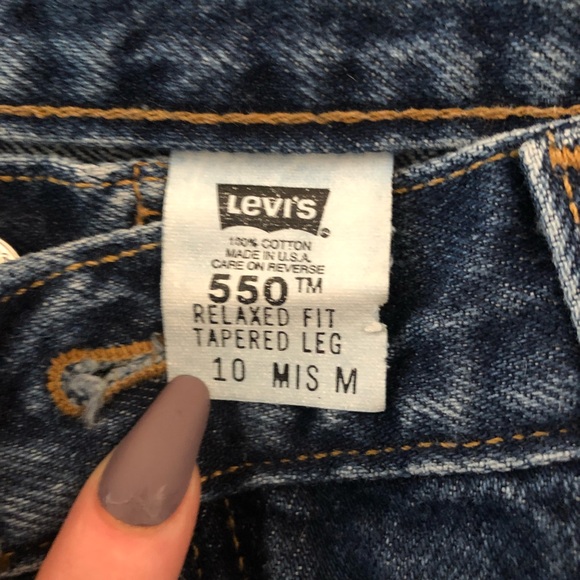 Levi's
100% COTTON
MADE IN U.S.A.
CARE ON REVERSE
550™
RELAXED FIT
TAPERED LEG
10 MIS M